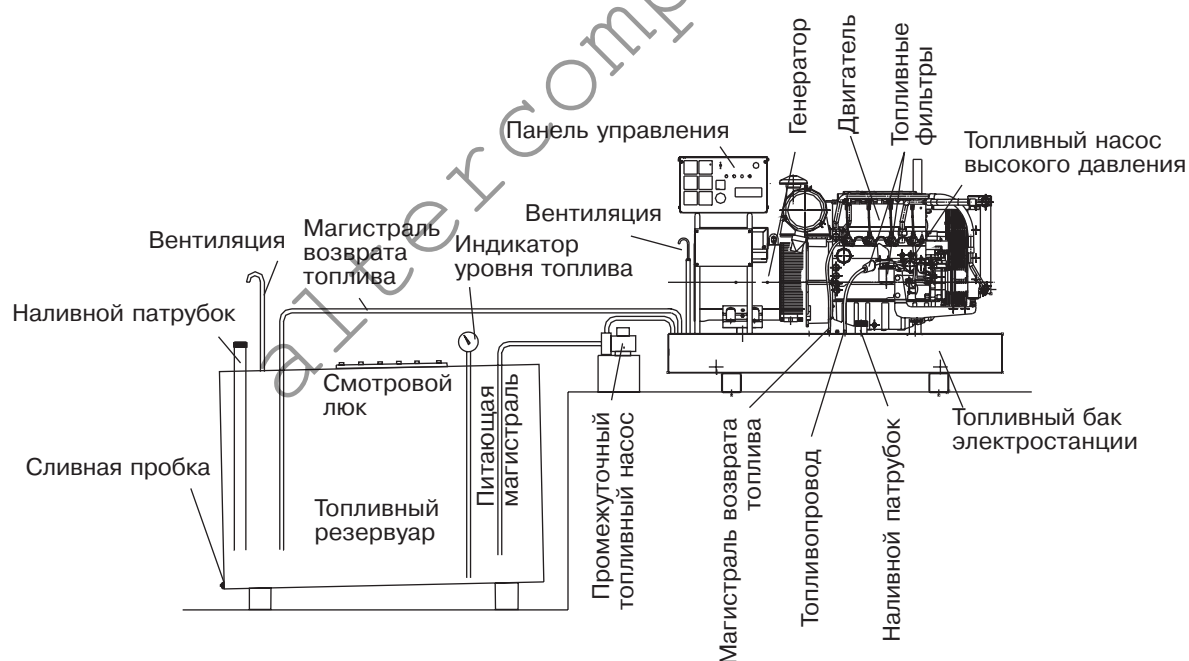 altercomp
Генератор
Двигатель
Топливные
фильтры
Панель управления
Топливный насос
высокого давления
Вентиляция
Магистраль
возврата
топлива
Индикатор
уровня топлива
Вентиляция
Наливной патрубок
Смотровой
люк
Питающая
магистраль
Сливная пробка
Топливный
резервуар
Промежуточный
топливный насос
Магистраль возврата
топлива
Топливопровод
Наливной патрубок
Топливный бак
электростанции